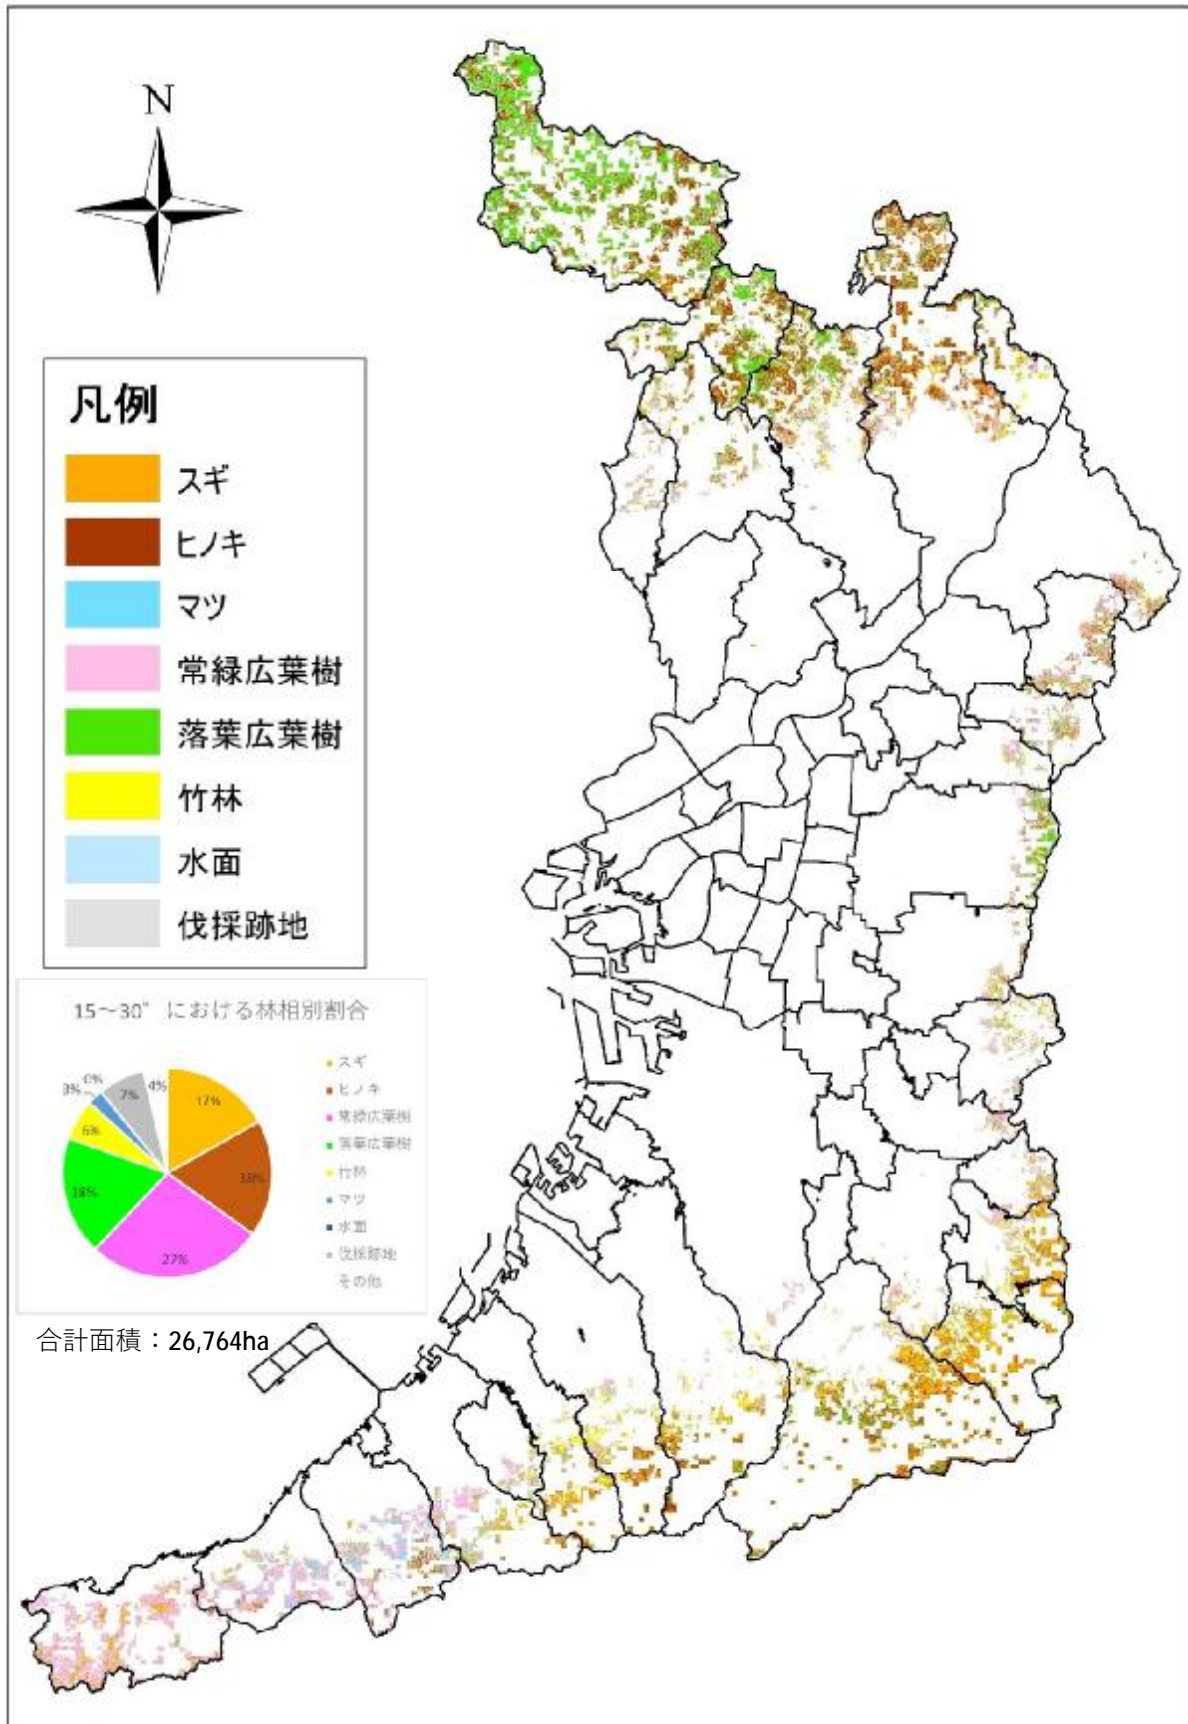 N
凡例
スギ
ヒノキ
マツ
常緑広葉樹
落葉広葉樹
竹林
水面
伐採跡地
15～30°における林相別割合
17%
18%
27%
18%
6%
3%
0%
7%
4%
スギ
ヒノキ
常緑広葉樹
落葉広葉樹
竹林
マツ
水面
伐採跡地
その他
合計面積：26,764ha